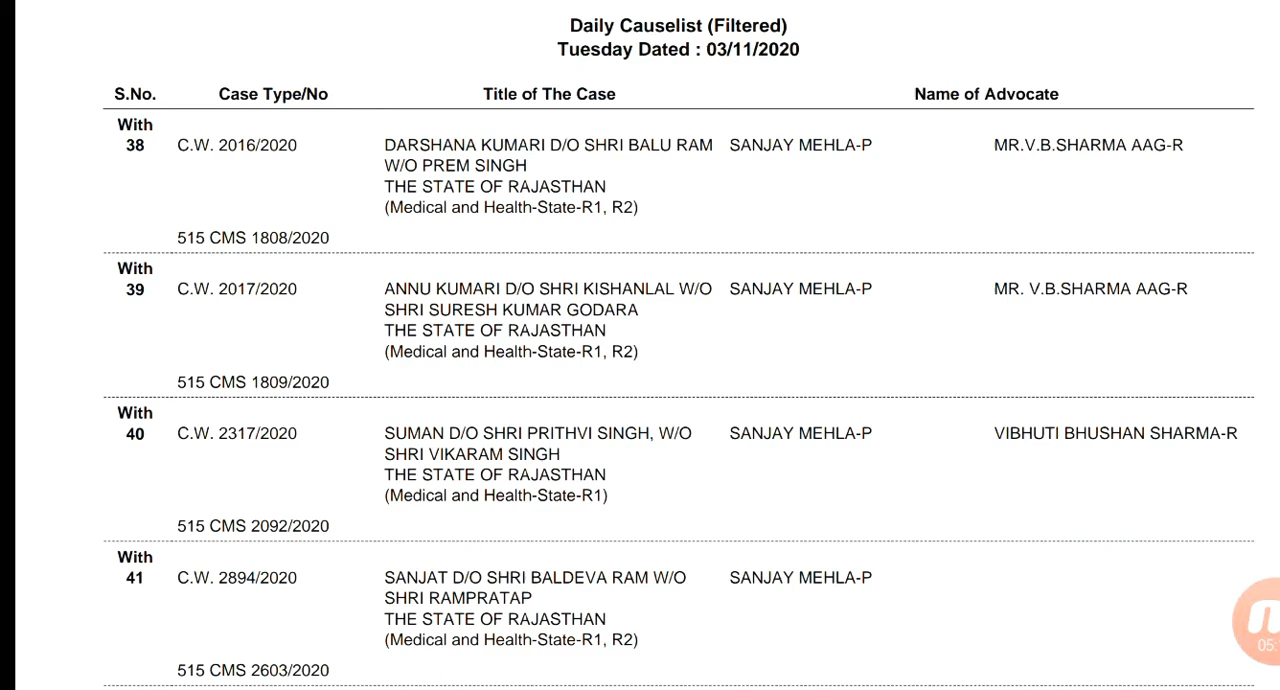 Daily Causelist (Filtered)
Tuesday Dated : 03/11/2020
S.No. Case Type/No Title of The Case Name of Advocate
With
38 C.W. 2016/2020 DARSHANA KUMARI D/O SHRI BALU RAM SANJAY MEHLA-P MR.V.B.SHARMA AAG-R
W/O PREM SINGH
THE STATE OF RAJASTHAN
(Medical and Health-State-R1, R2)
515 CMS 1808/2020
With
39 C.W. 2017/2020 ANNU KUMARI D/O SHRI KISHANLAL W/O SANJAY MEHLA-P MR. V.B.SHARMA AAG-R
SHRI SURESH KUMAR GODARA
THE STATE OF RAJASTHAN
(Medical and Health-State-R1, R2)
515 CMS 1809/2020
With
40 C.W. 2317/2020 SUMAN D/O SHRI PRITHVI SINGH, W/O SANJAY MEHLA-P VIBHUTI BHUSHAN SHARMA-R
SHRI VIKARAM SINGH
THE STATE OF RAJASTHAN
(Medical and Health-State-R1)
515 CMS 2092/2020
With
41 C.W. 2894/2020 SANJAT D/O SHRI BALDEVA RAM W/O SANJAY MEHLA-P
SHRI RAMPRATAP
THE STATE OF RAJASTHAN
(Medical and Health-State-R1, R2)
515 CMS 2603/2020